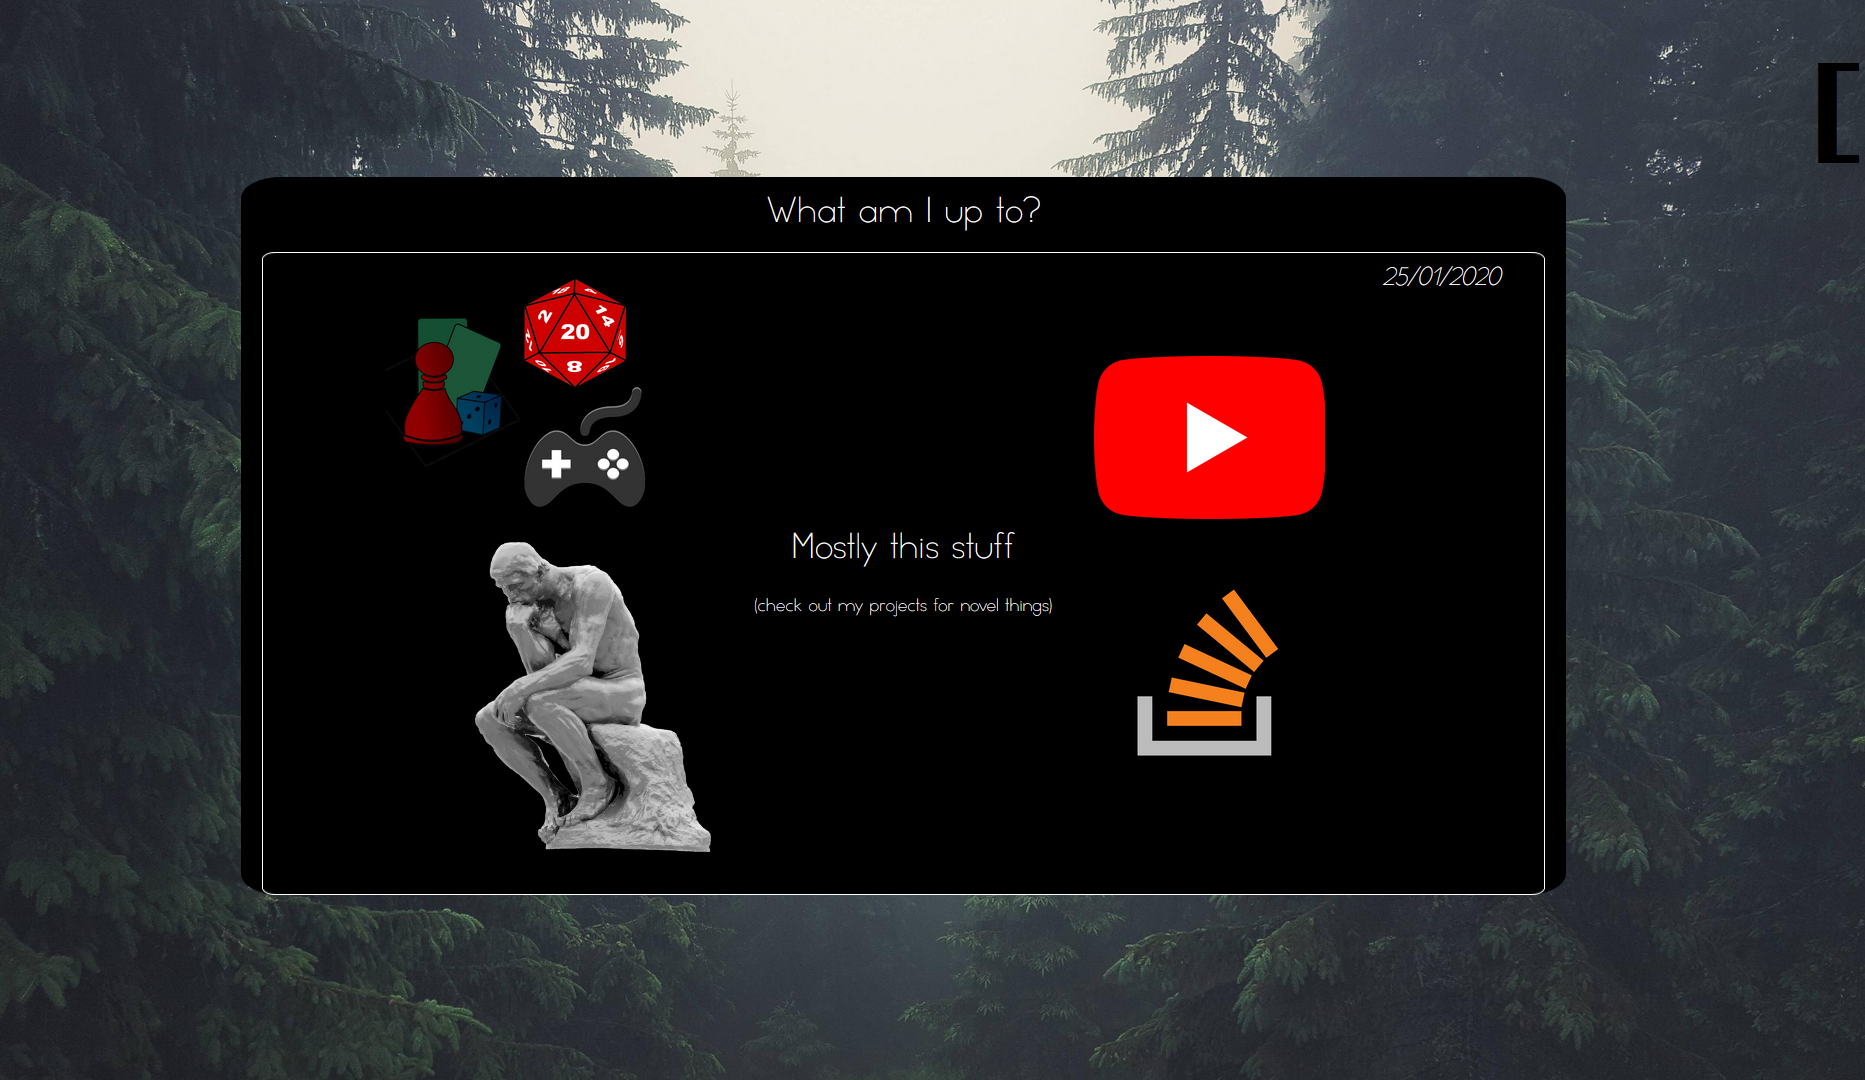 [
What am I up to?
25/01/2020
2
20
14
8
Mostly this stuff
(check out my projects for novel things)